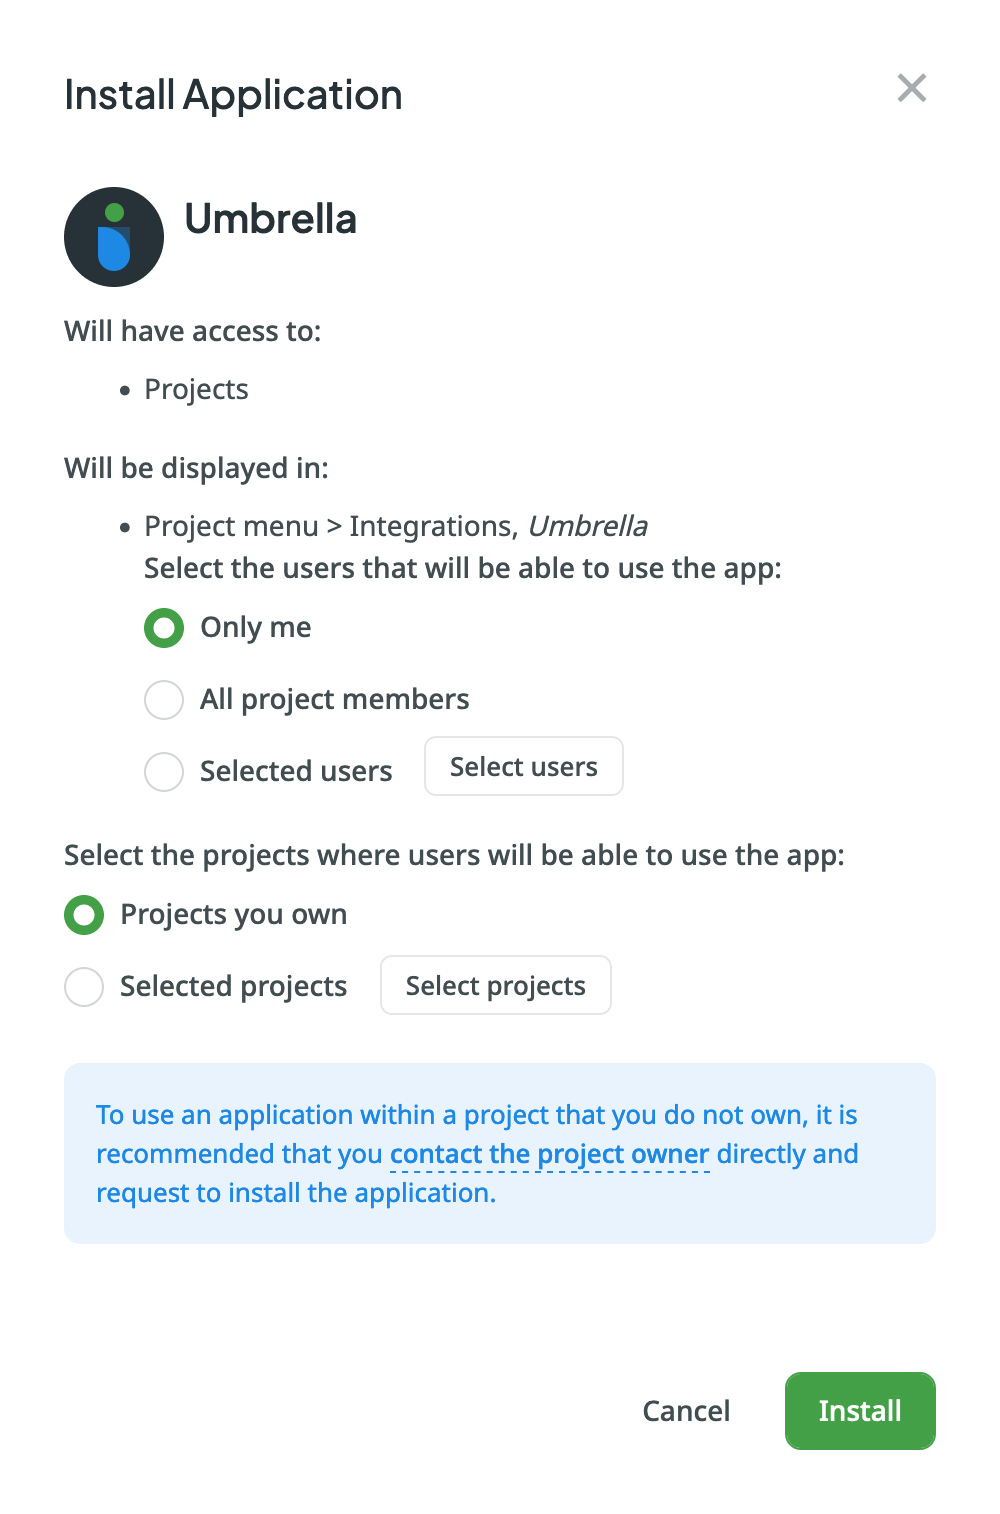 Install Application
Umbrella
Will have access to:
• Projects
Will be displayed in:
• Project menu > Integrations, Umbrella
Select the users that will be able to use the app:
Only me
All project members
Selected users
Select users
Select the projects where users will be able to use the app:
Projects you own
Selected projects
Select projects
To use an application within a project that you do not own, it is
recommended that you contact the project owner directly and
request to install the application.
Cancel
Install